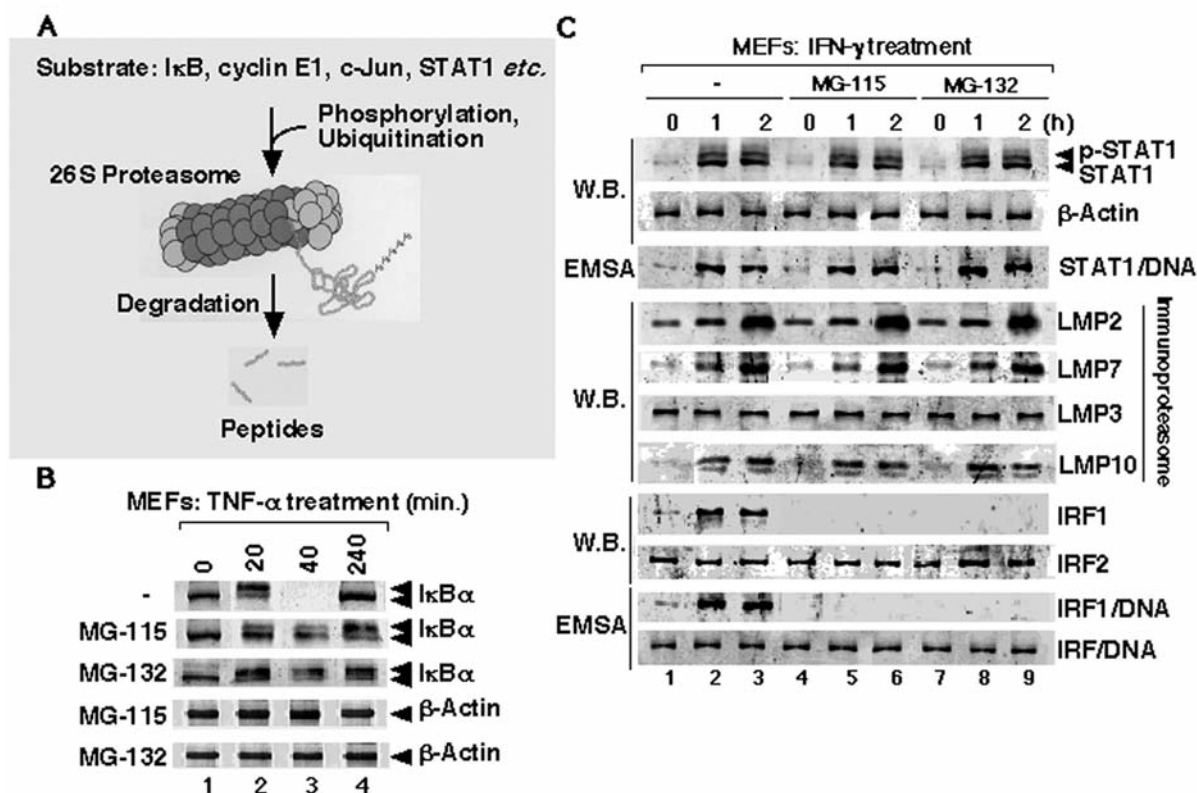 A
Substrate: IκB, cyclin E1, c-Jun, STAT1 etc.
Phosphorylation,
Ubiquitination
26S Proteasome
Degradation
Peptides
B
MEFs: TNF-α treatment (min.)
0 20 40 240
- IκBα
MG-115 IκBα
MG-132 IκBα
MG-115 β-Actin
MG-132 β-Actin
1 2 3 4
C
MEFs: IFN-γ treatment
- MG-115 MG-132
0 1 2 0 1 2 0 1 2 (h)
p-STAT1
STAT1
W.B.
β-Actin
EMSA STAT1/DNA
LMP2
LMP7
W.B.
LMP3
LMP10
Immunoproteasome
IRF1
W.B.
IRF2
IRF1/DNA
EMSA
IRF/DNA
1 2 3 4 5 6 7 8 9